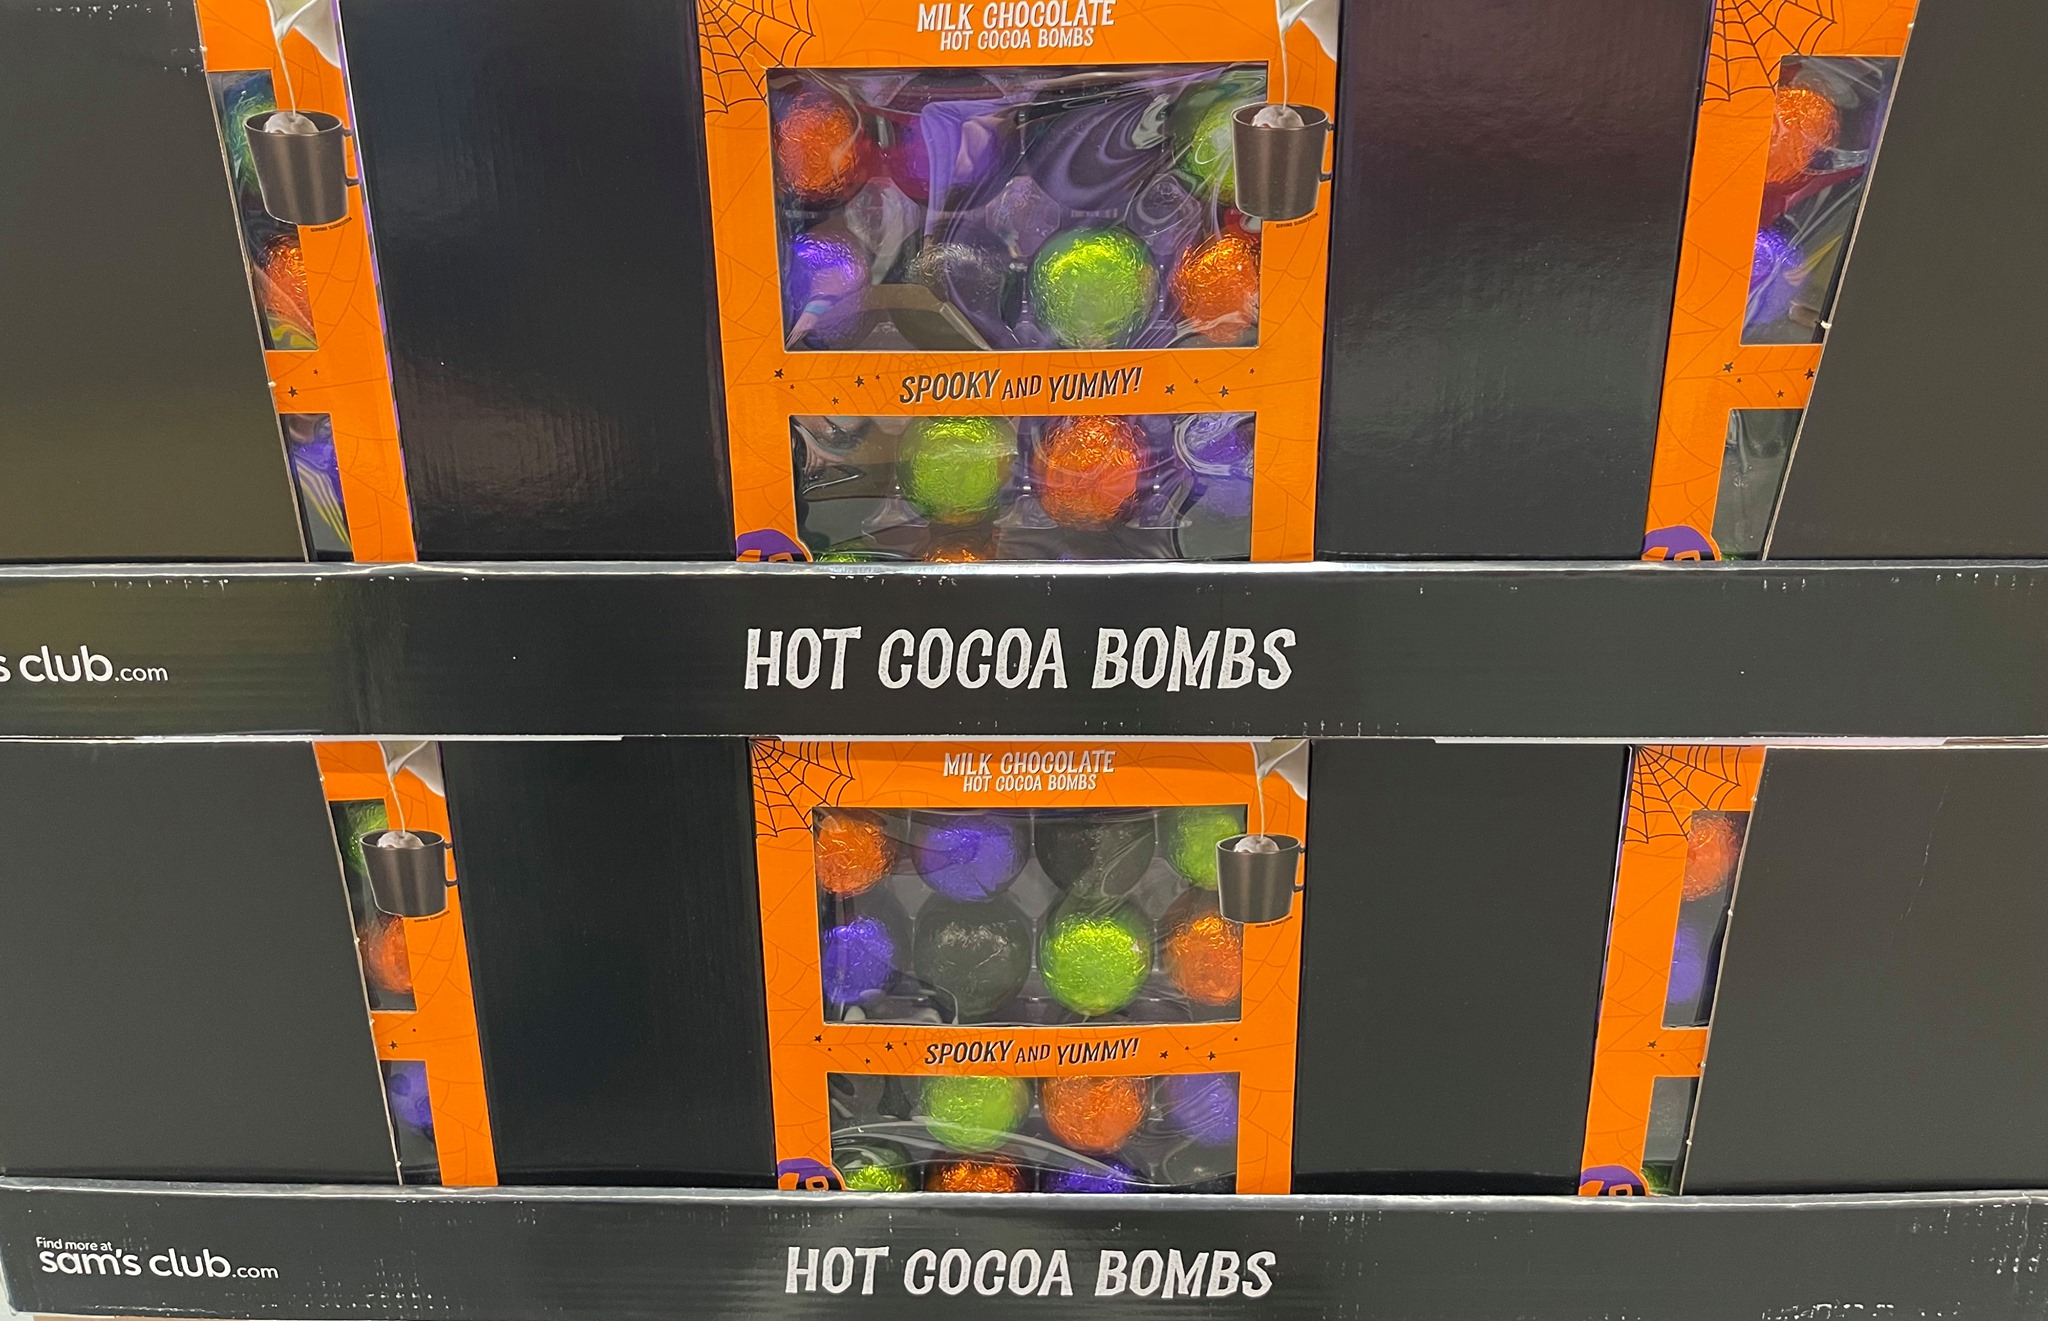 MILK CHOCOLATE
HOT COCOA BOMBS
SPOOKY AND YUMMY!
HOT COCOA BOMBS
s club.com
MILK CHOCOLATE
HOT COCOA BOMBS
SPOOKY AND YUMMY!
Find more at
sam's club.com
HOT COCOA BOMBS